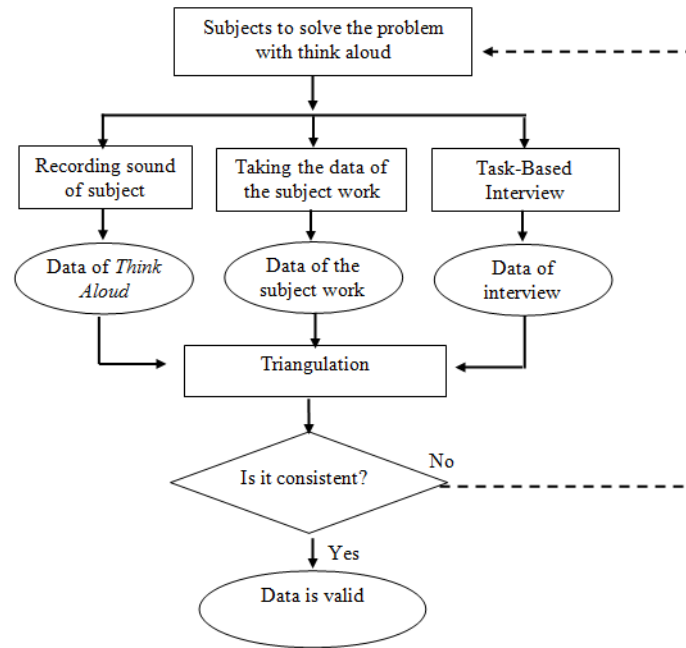 Subjects to solve the problem
with think aloud
Recording sound
of subject
Taking the data of
the subject work
Task-Based
Interview
Data of Think
Aloud
Data of the
subject work
Data of
interview
Triangulation
Is it consistent?
No
Yes
Data is valid